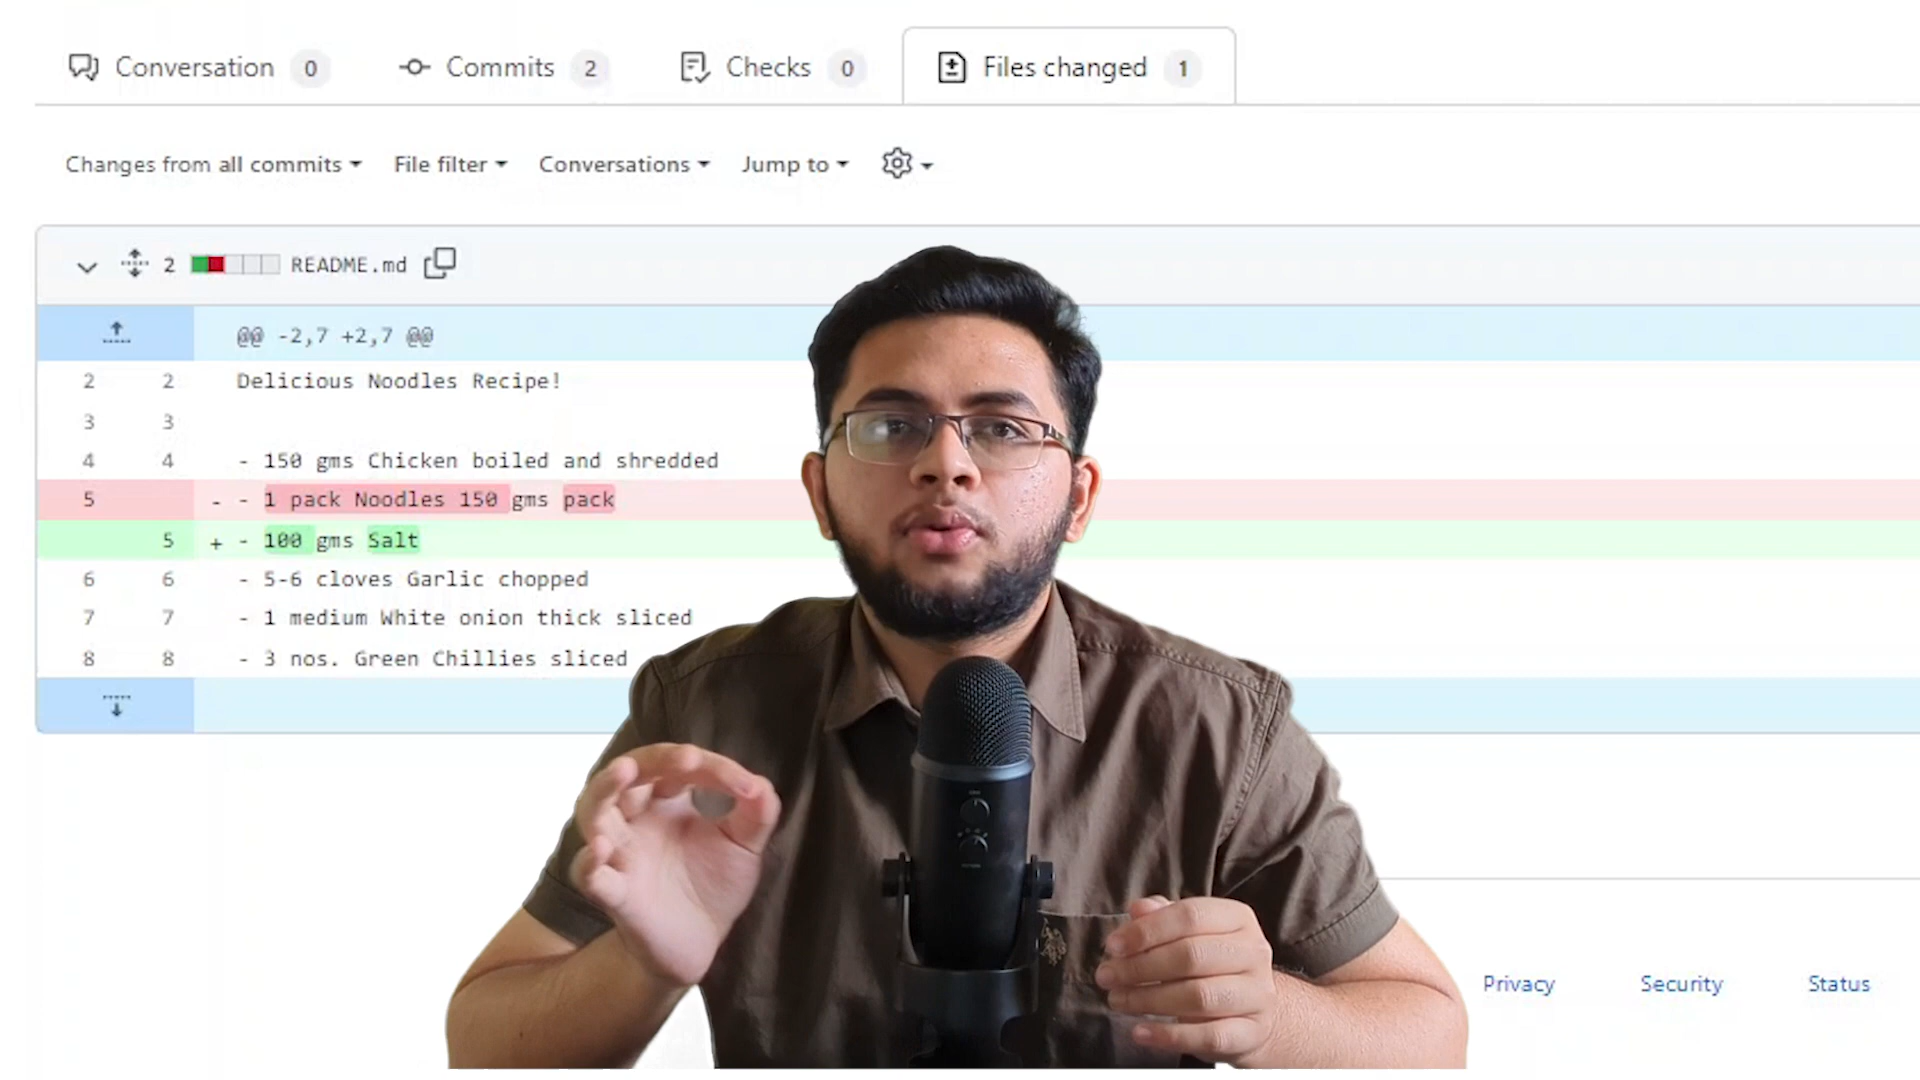 Conversation 0 Commits 2 Checks 0 Files changed 1
Changes from all commits File filter Conversations Jump to
2 README.md
@@ -2,7 +2,7 @@
2 2 Delicious Noodles Recipe!
3 3
4 4 - 150 gms Chicken boiled and shredded
5 - - 1 pack Noodles 150 gms pack
5 + - 100 gms Salt
6 6 - 5-6 cloves Garlic chopped
7 7 - 1 medium White onion thick sliced
8 8 - 3 nos. Green Chillies sliced
Privacy Security Status